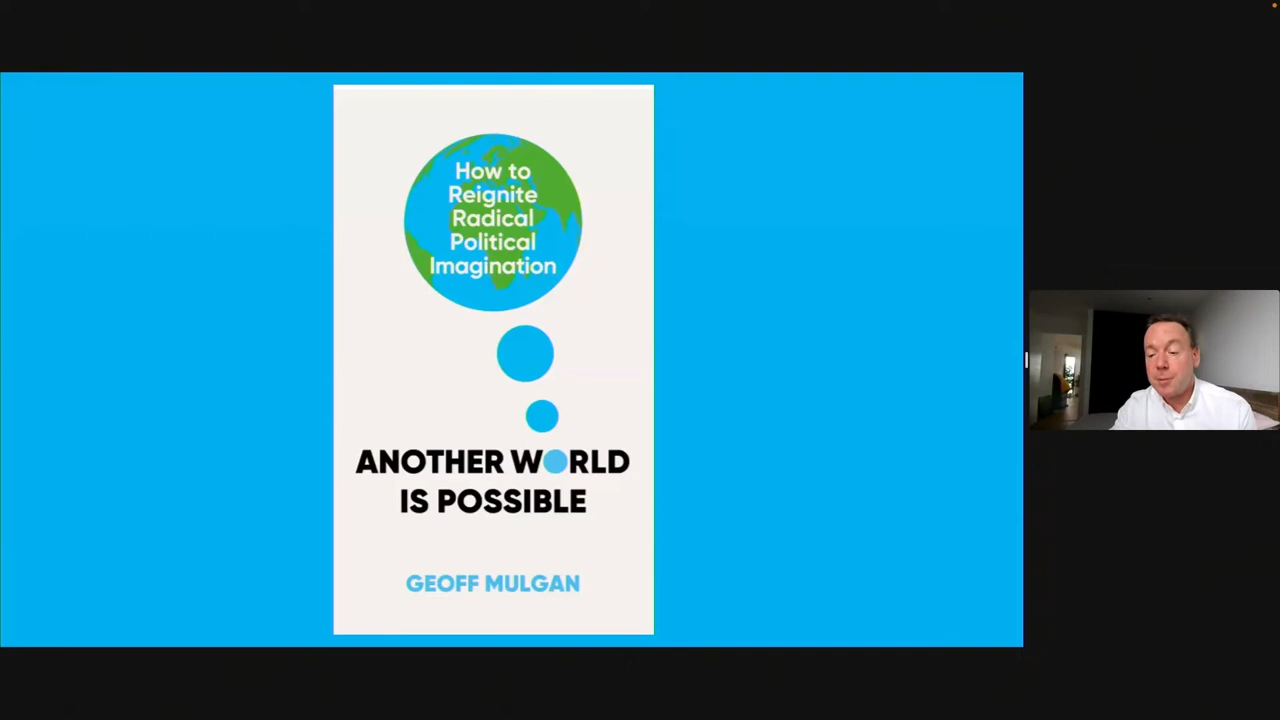 How to
Reignite
Radical
Political
Imagination
ANOTHER WORLD
IS POSSIBLE
GEOFF MULGAN